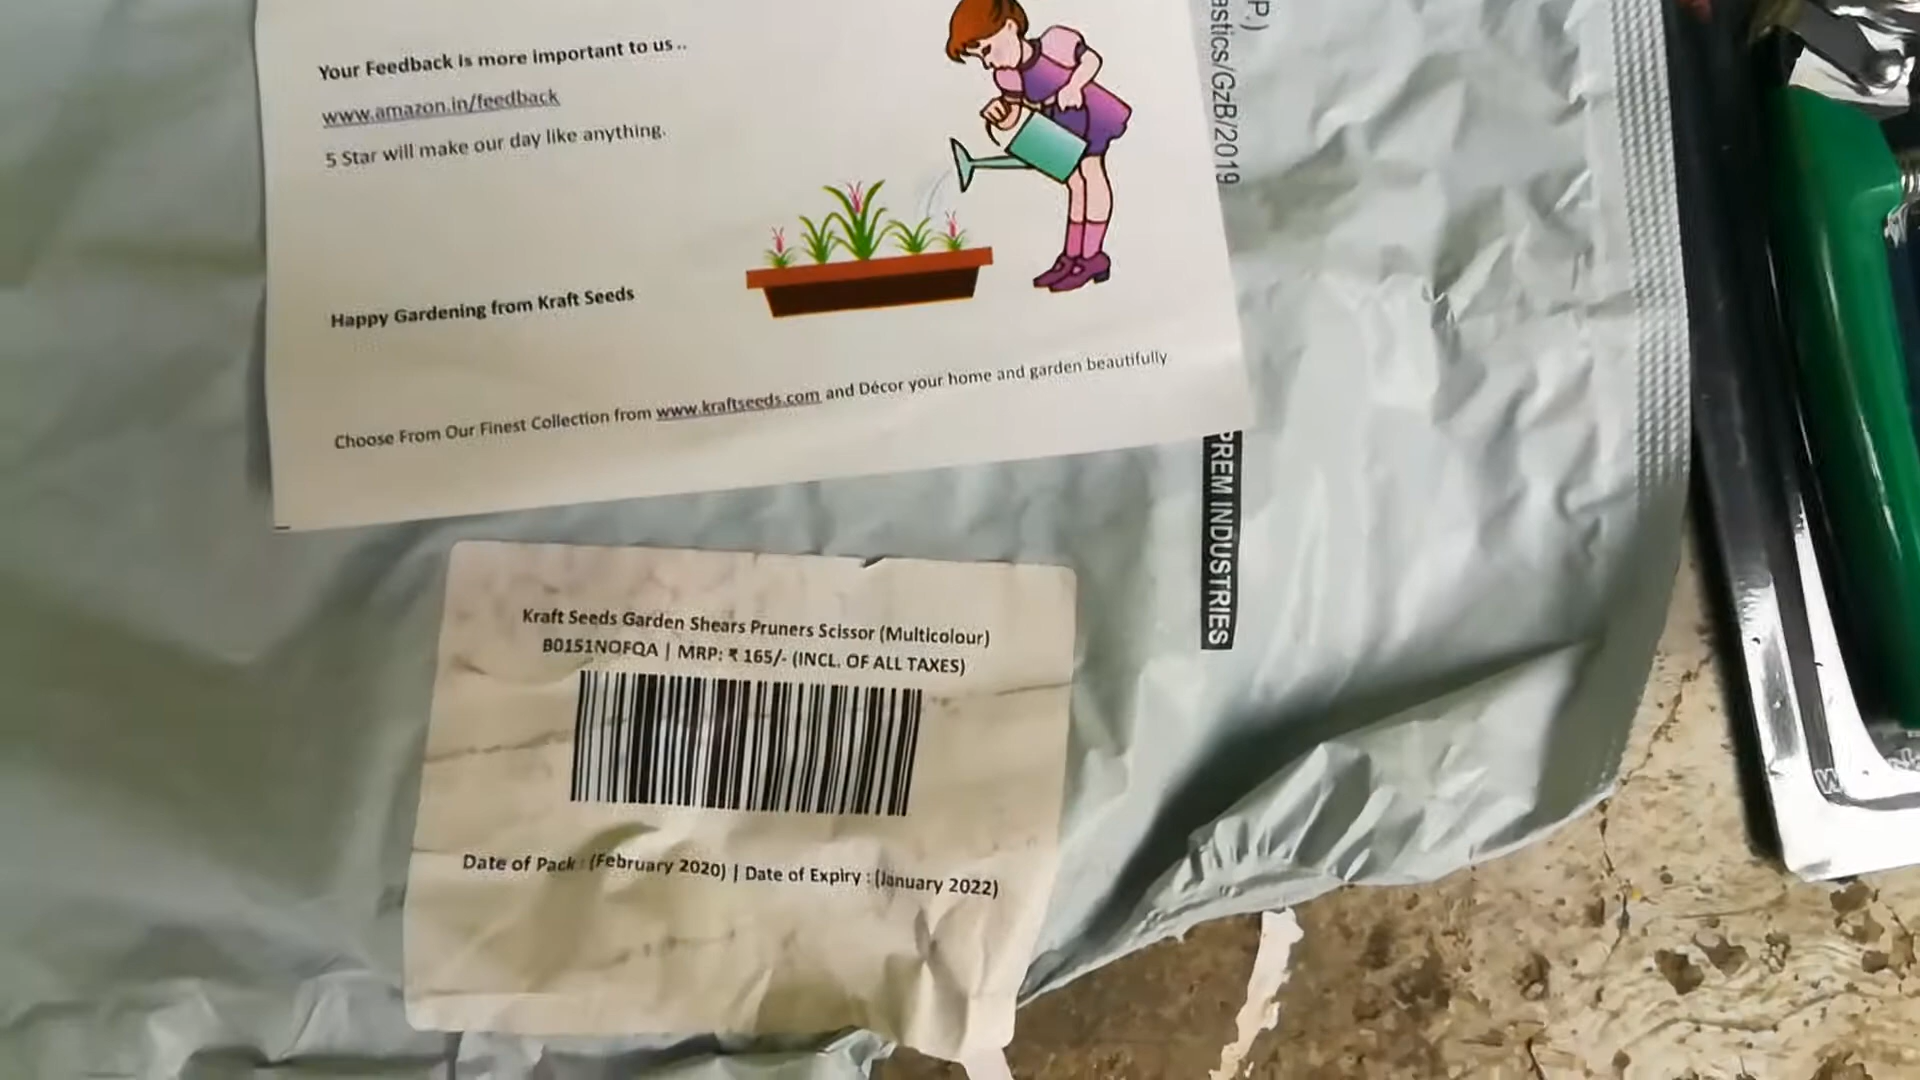 Your Feedback is more important to us ..
www.amazon.in/feedback
5 Star will make our day like anything.
Happy Gardening from Kraft Seeds
Choose From Our Finest Collection from www.kraftseeds.com and Décor your home and garden beautifully
P.)
astics/GzB/2019
PREM INDUSTRIES
Kraft Seeds Garden Shears Pruners Scissor (Multicolour)
B0151NOFQA | MRP: ₹ 165/- (INCL. OF ALL TAXES)
Date of Pack : (February 2020) | Date of Expiry : (January 2022)